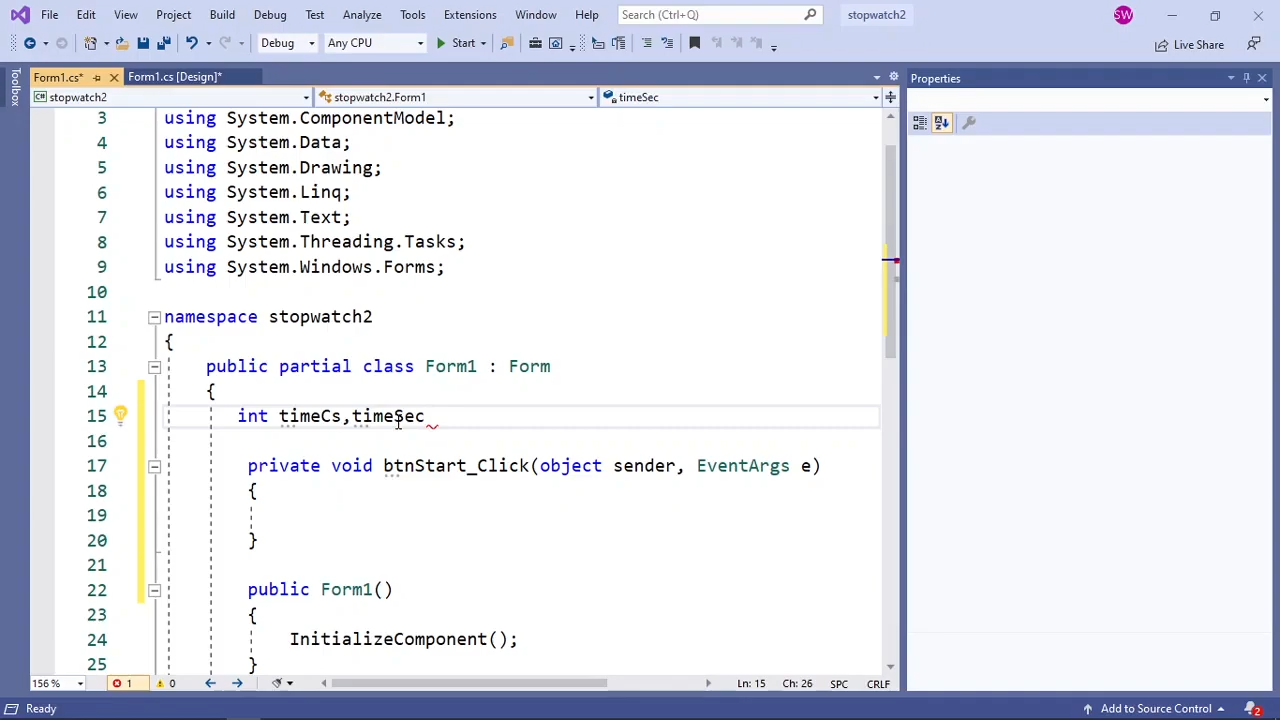 File Edit View Project Build Debug Test Analyze Tools Extensions Window Help Search (Ctrl+Q) stopwatch2 SW
Debug Any CPU Start Live Share
Toolbox
Form1.cs* Form1.cs [Design]*
stopwatch2 stopwatch2.Form1 timeSec
3 using System.ComponentModel;
4 using System.Data;
5 using System.Drawing;
6 using System.Linq;
7 using System.Text;
8 using System.Threading.Tasks;
9 using System.Windows.Forms;
10
11 namespace stopwatch2
12 {
13 public partial class Form1 : Form
14 {
15 int timeCs,timeSec
16
17 private void btnStart_Click(object sender, EventArgs e)
18 {
19
20 }
21
22 public Form1()
23 {
24 InitializeComponent();
25 }
156 % 1 0 Ln: 15 Ch: 26 SPC CRLF
Properties
Ready Add to Source Control 2